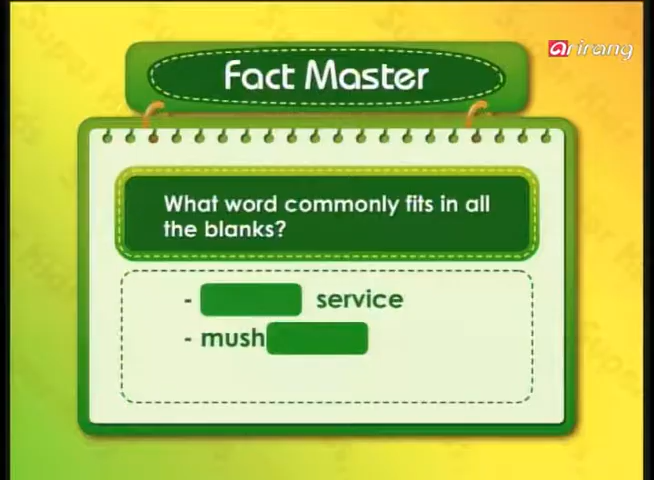 Fact Master
arirang
What word commonly fits in all
the blanks?
- service
- mush